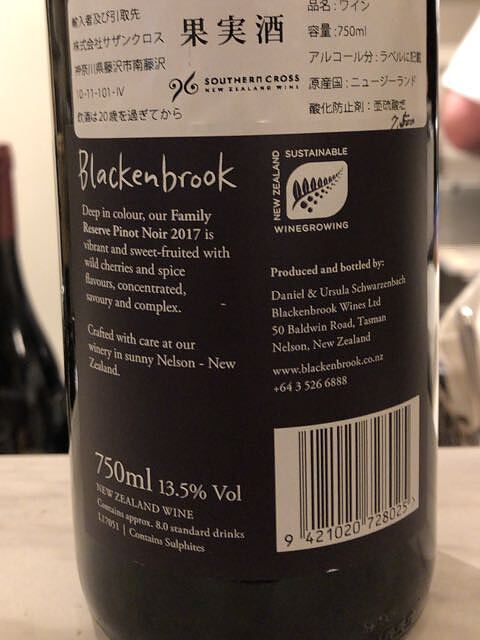 輸入者及び引取先
株式会社サザンクロス
神奈川県藤沢市南藤沢
10-11-101-IV
飲酒は20歳を過ぎてから
果実酒
SOUTHERN CROSS
NEW ZEALAND WINE
品名：ワイン
容量：750ml
アルコール分：ラベルに記載
原産国：ニュージーランド
酸化防止剤：亜硫酸塩
Blackenbrook
Deep in colour, our Family
Reserve Pinot Noir 2017 is
vibrant and sweet-fruited with
wild cherries and spice
flavours, concentrated,
savoury and complex.
Crafted with care at our
winery in sunny Nelson - New
Zealand.
750ml 13.5% Vol
NEW ZEALAND WINE
Contains approx. 8.0 standard drinks
L17051 | Contains Sulphites
SUSTAINABLE
NEW ZEALAND
WINEGROWING
Produced and bottled by:
Daniel & Ursula Schwarzenbach
Blackenbrook Wines Ltd
50 Baldwin Road, Tasman
Nelson, New Zealand
www.blackenbrook.co.nz
+64 3 526 6888
9 421020 728025 >